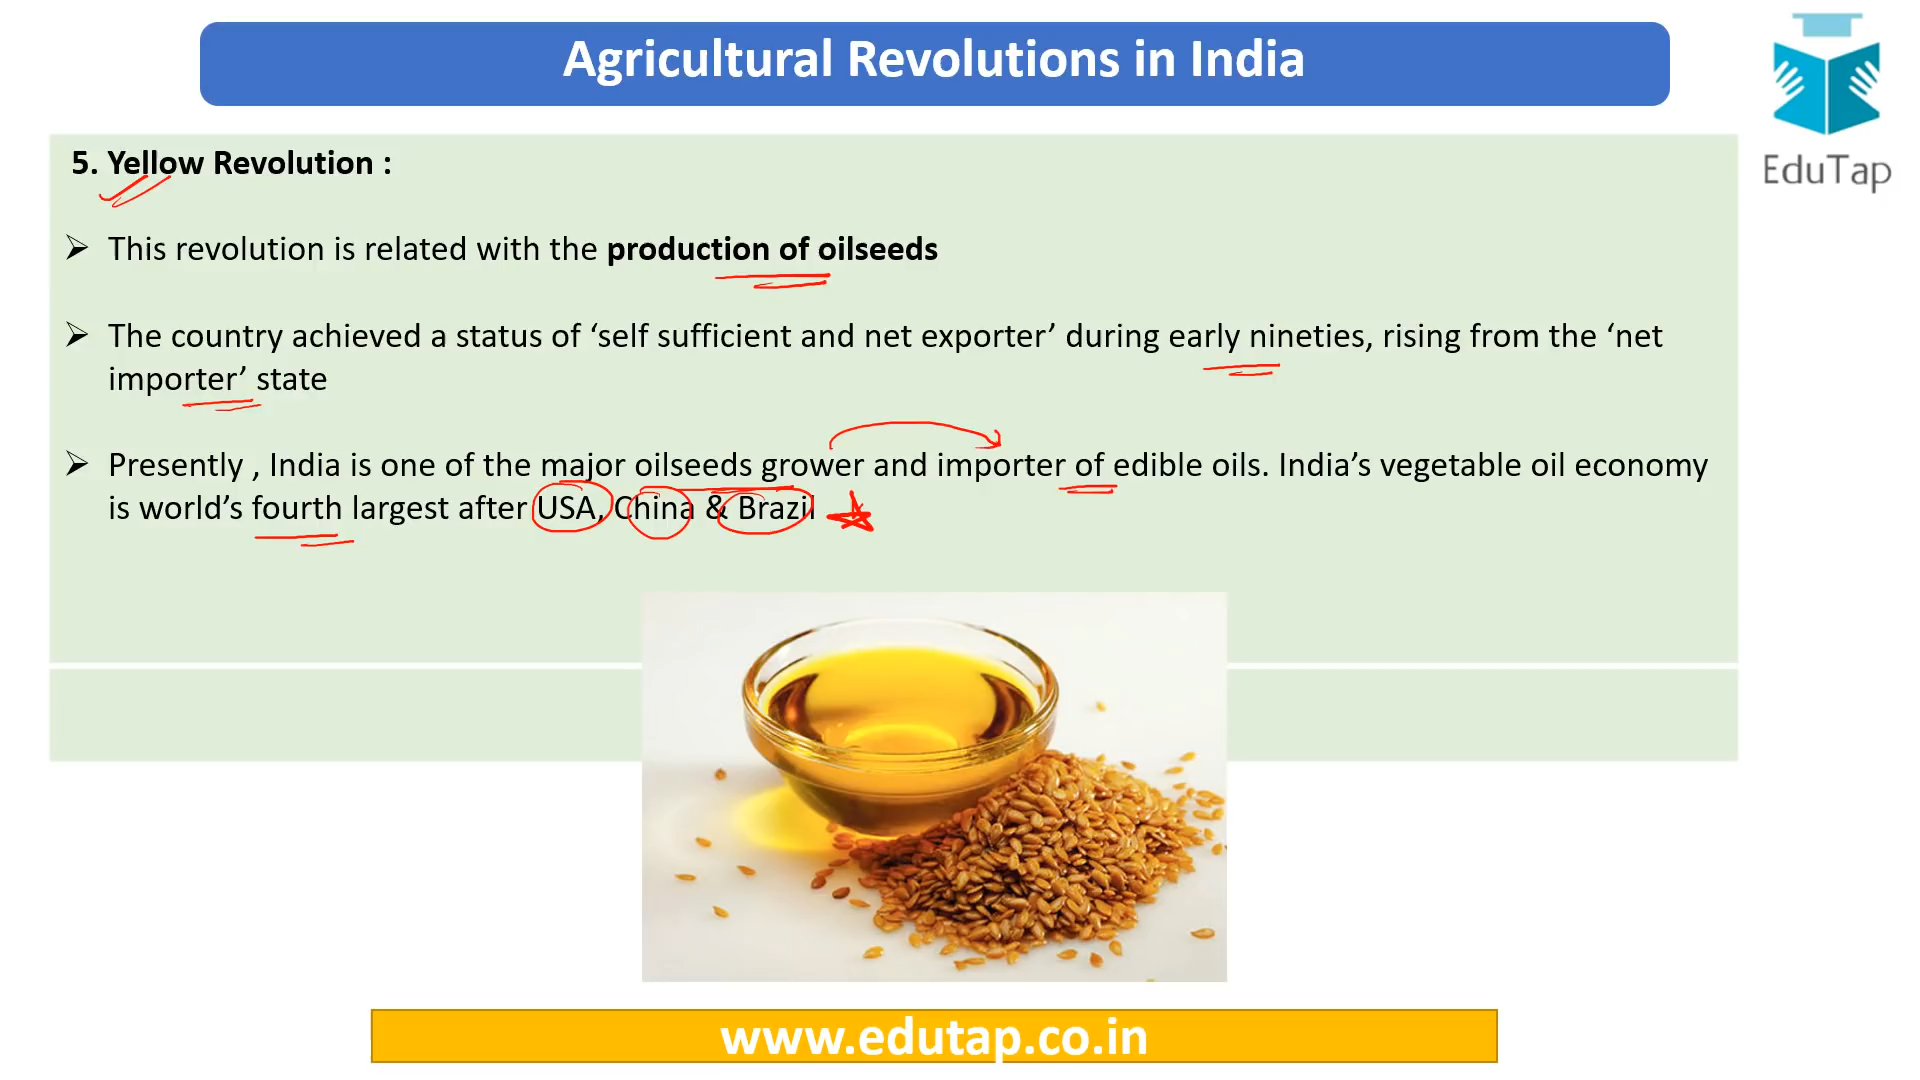 Agricultural Revolutions in India
EduTap
5. Yellow Revolution :
➢ This revolution is related with the production of oilseeds
➢ The country achieved a status of ‘self sufficient and net exporter’ during early nineties, rising from the ‘net
importer’ state
➢ Presently , India is one of the major oilseeds grower and importer of edible oils. India’s vegetable oil economy
is world’s fourth largest after USA, China & Brazil
www.edutap.co.in